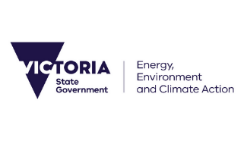 VICTORIA
State
Government
Energy,
Environment
and Climate Action